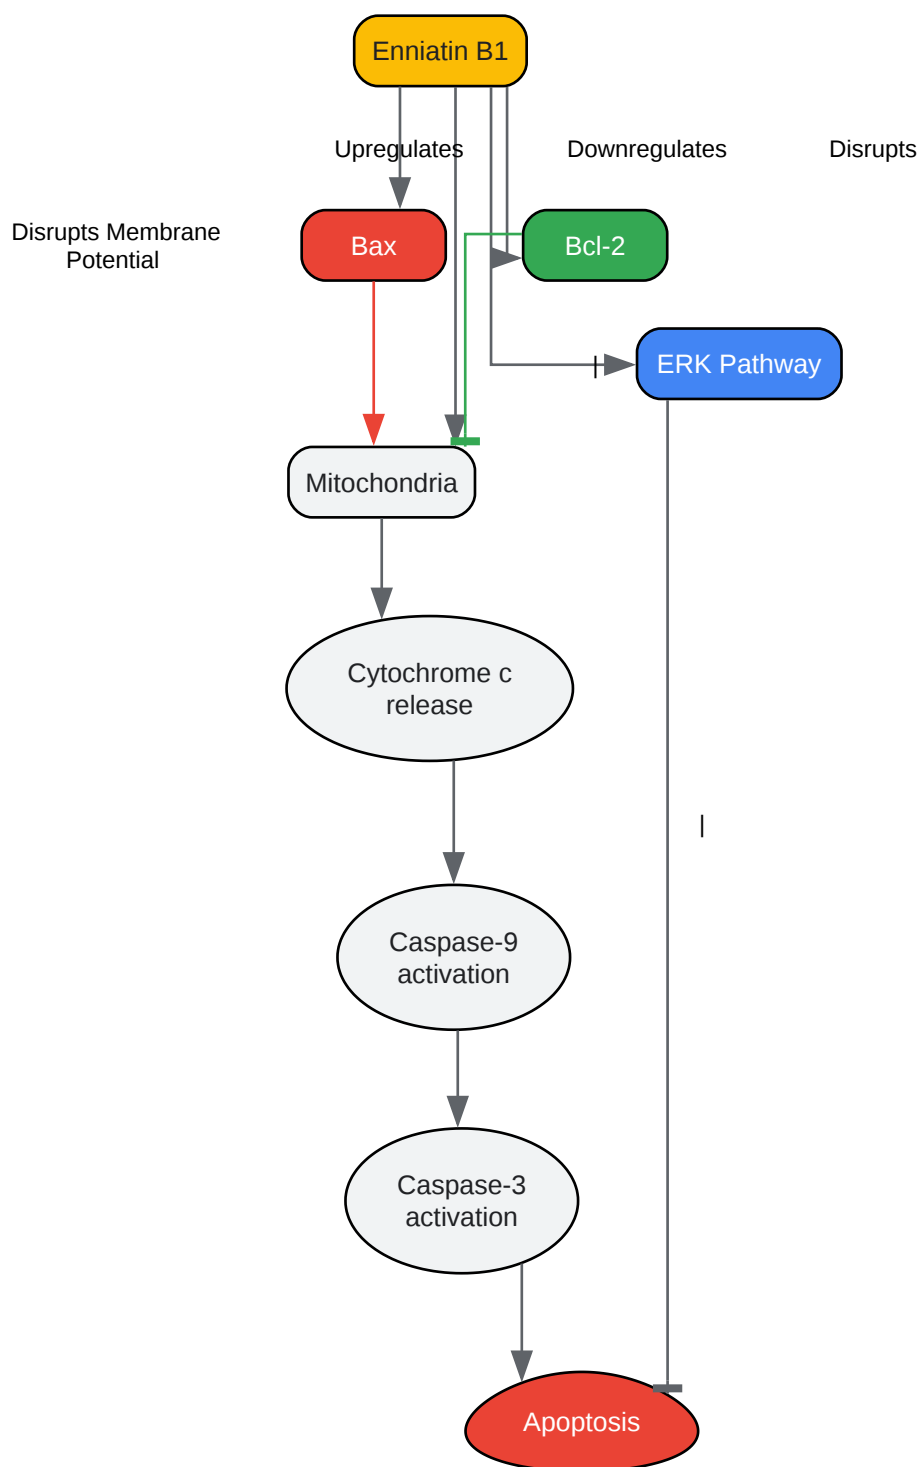 Enniatin B1
Upregulates
Downregulates
Disrupts
Disrupts Membrane
Potential
Bax
Bcl-2
ERK Pathway
|
Mitochondria
Cytochrome c
release
|
Caspase-9
activation
Caspase-3
activation
Apoptosis